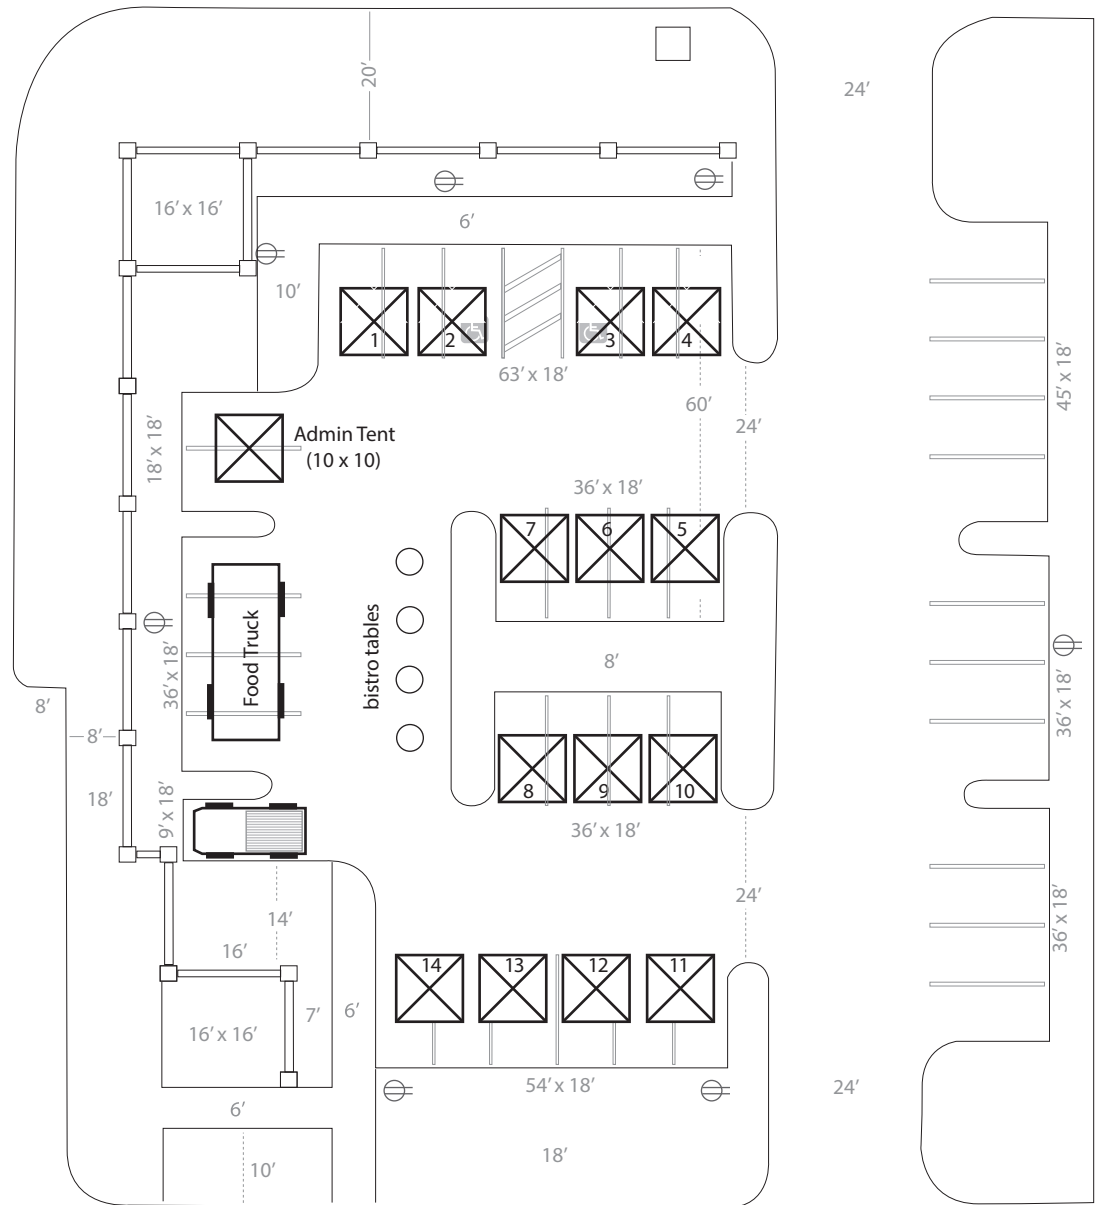 20′
24′
16′ x 16′
6′
10′
1
2
3
4
63′ x 18′
45′ x 18′
60′
24′
18′ x 18′
Admin Tent
(10 x 10)
36′ x 18′
7
6
5
Food Truck
bistro tables
36′ x 18′
8′
36′ x 18′
8′
8′
18′
9′ x 18′
8
9
10
36′ x 18′
24′
14′
36′ x 18′
16′
14
13
12
11
7′
6′
16′ x 16′
54′ x 18′
24′
6′
18′
10′